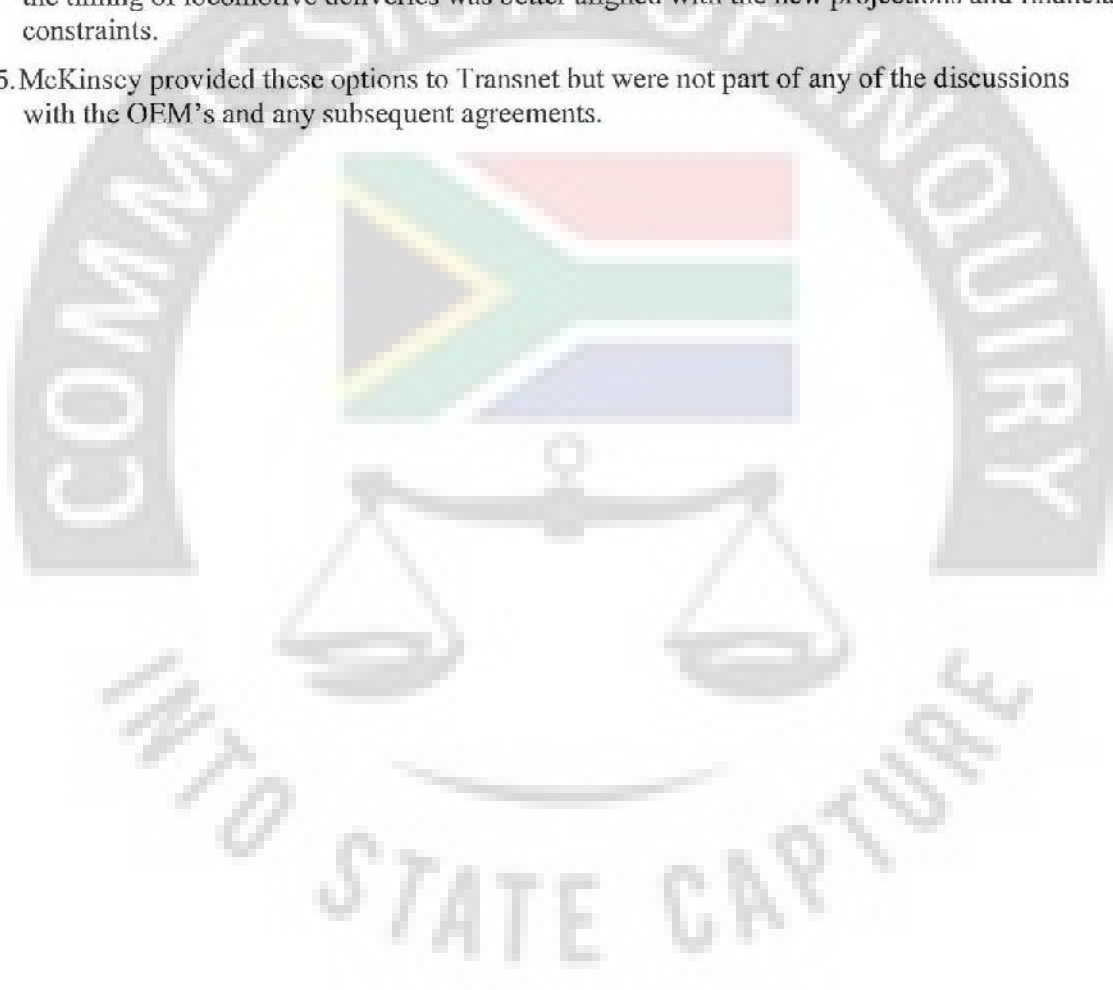 the timing of locomotive deliveries was better aligned with the new projections and financial
constraints.
5. McKinsey provided these options to Transnet but were not part of any of the discussions
with the OEM's and any subsequent agreements.
COMMISSION OF INQUIRY
INTO STATE CAPTURE